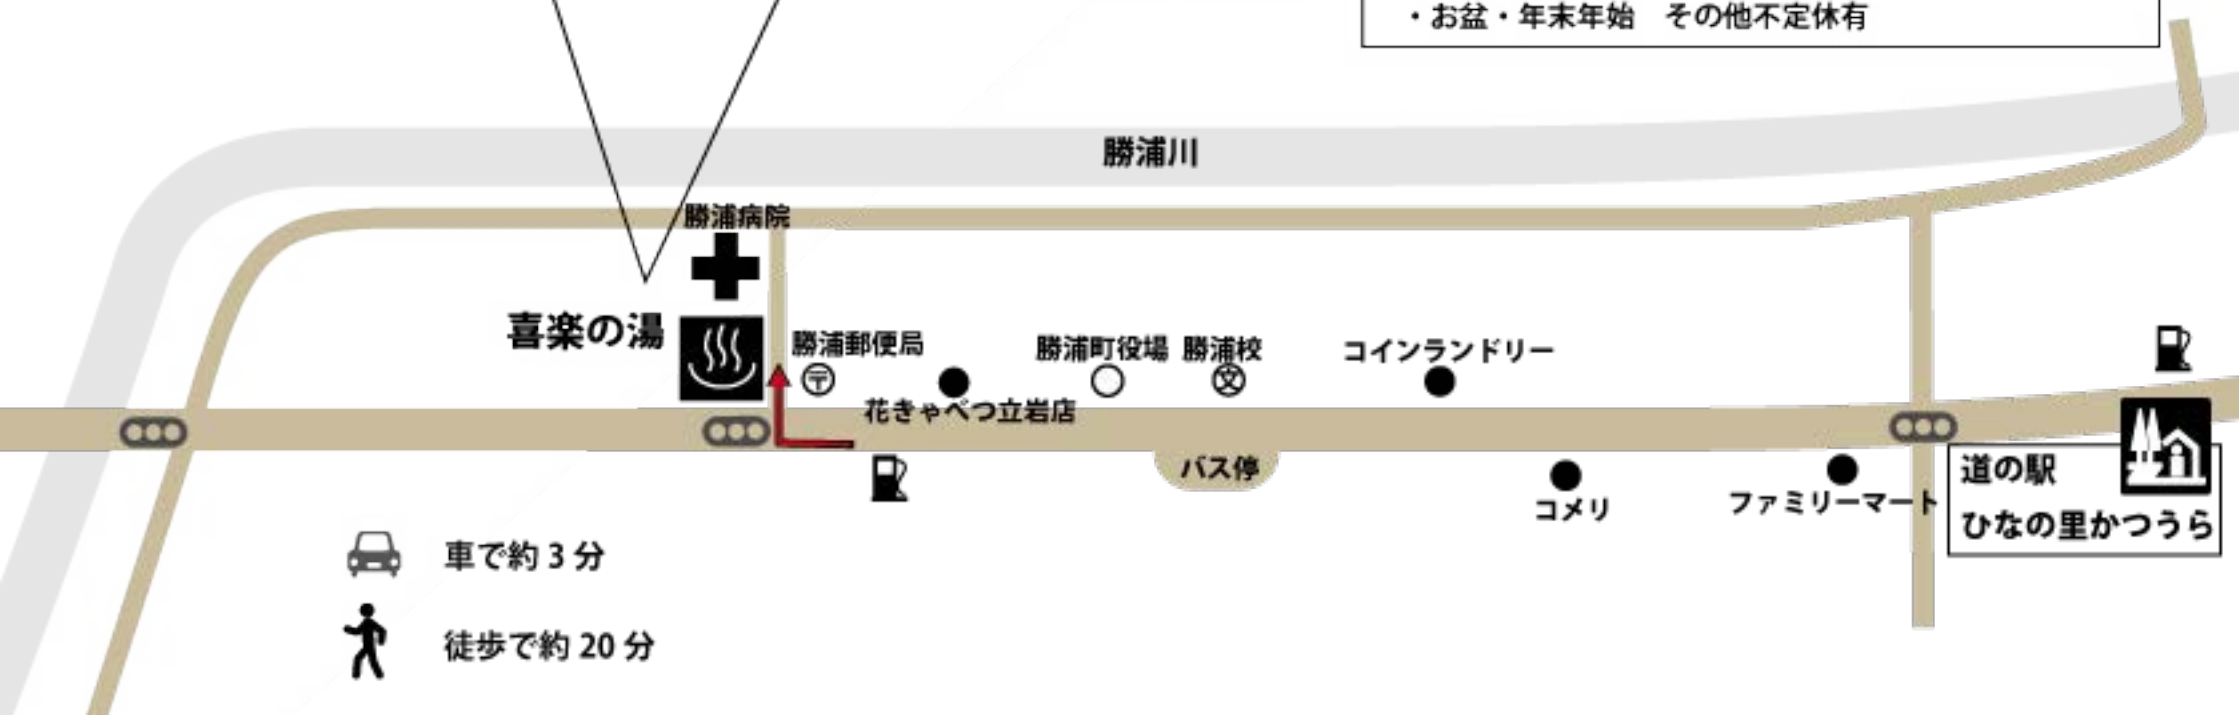 ・お盆・年末年始　その他不定休有
勝浦川
勝浦病院
喜楽の湯
勝浦郵便局
花きゃべつ立岩店
勝浦町役場
勝浦校
コインランドリー
バス停
コメリ
ファミリーマート
道の駅
ひなの里かつうら
車で約 3 分
徒歩で約 20 分